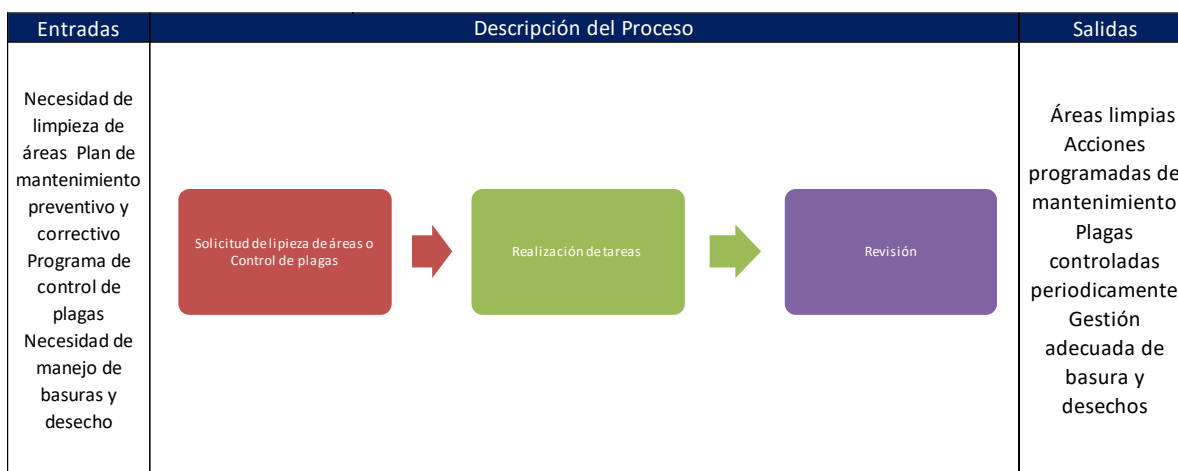 Entradas
Descripción del Proceso
Salidas
Necesidad de
limpieza de
áreas Plan de
mantenimiento
preventivo y
correctivo
Programa de
control de
plagas
Necesidad de
manejo de
basuras y
desecho
Solicitud de lipieza de áreas o
Control de plagas
Realización de tareas
Revisión
Áreas limpias
Acciones
programadas de
mantenimiento
Plagas
controladas
periodicamente
Gestión
adecuada de
basura y
desechos